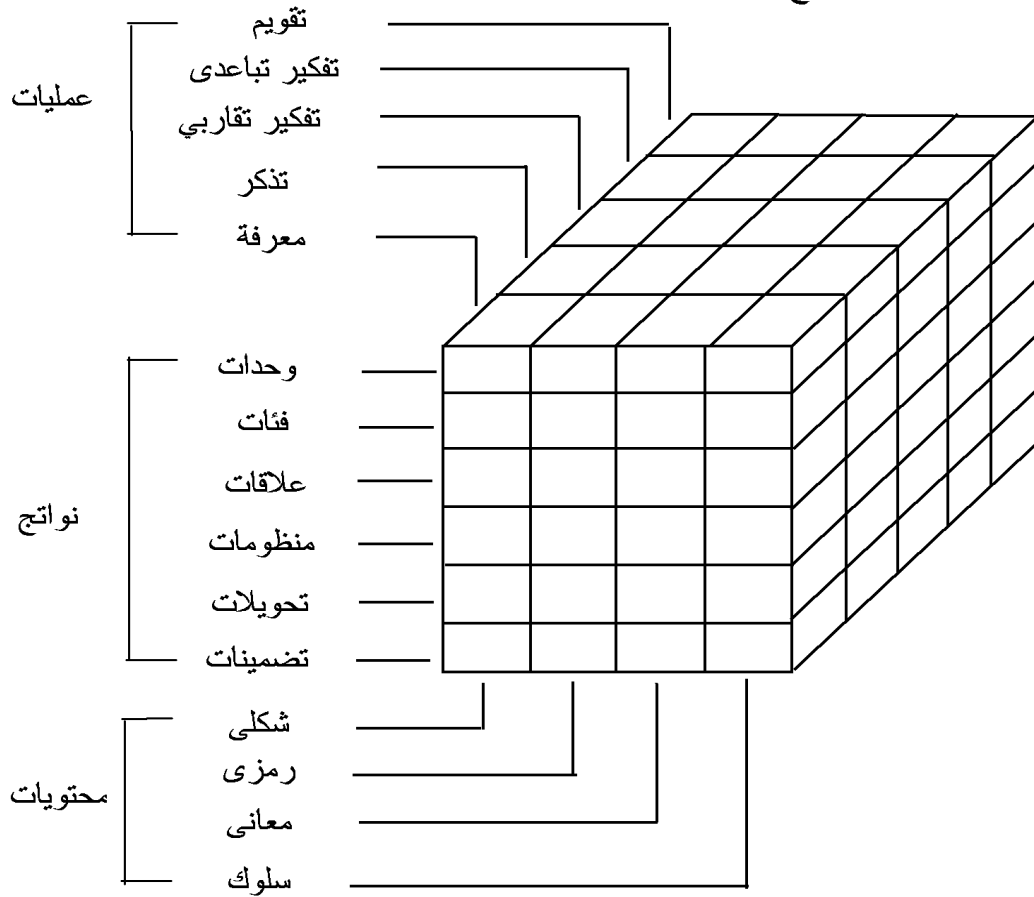 عمليات
تقويم
تفكير تباعدى
تفكير تقاربي
تذكر
معرفة
نواتج
وحدات
فئات
علاقات
منظومات
تحويلات
تضمينات
محتويات
شكلى
رمزى
معانى
سلوك